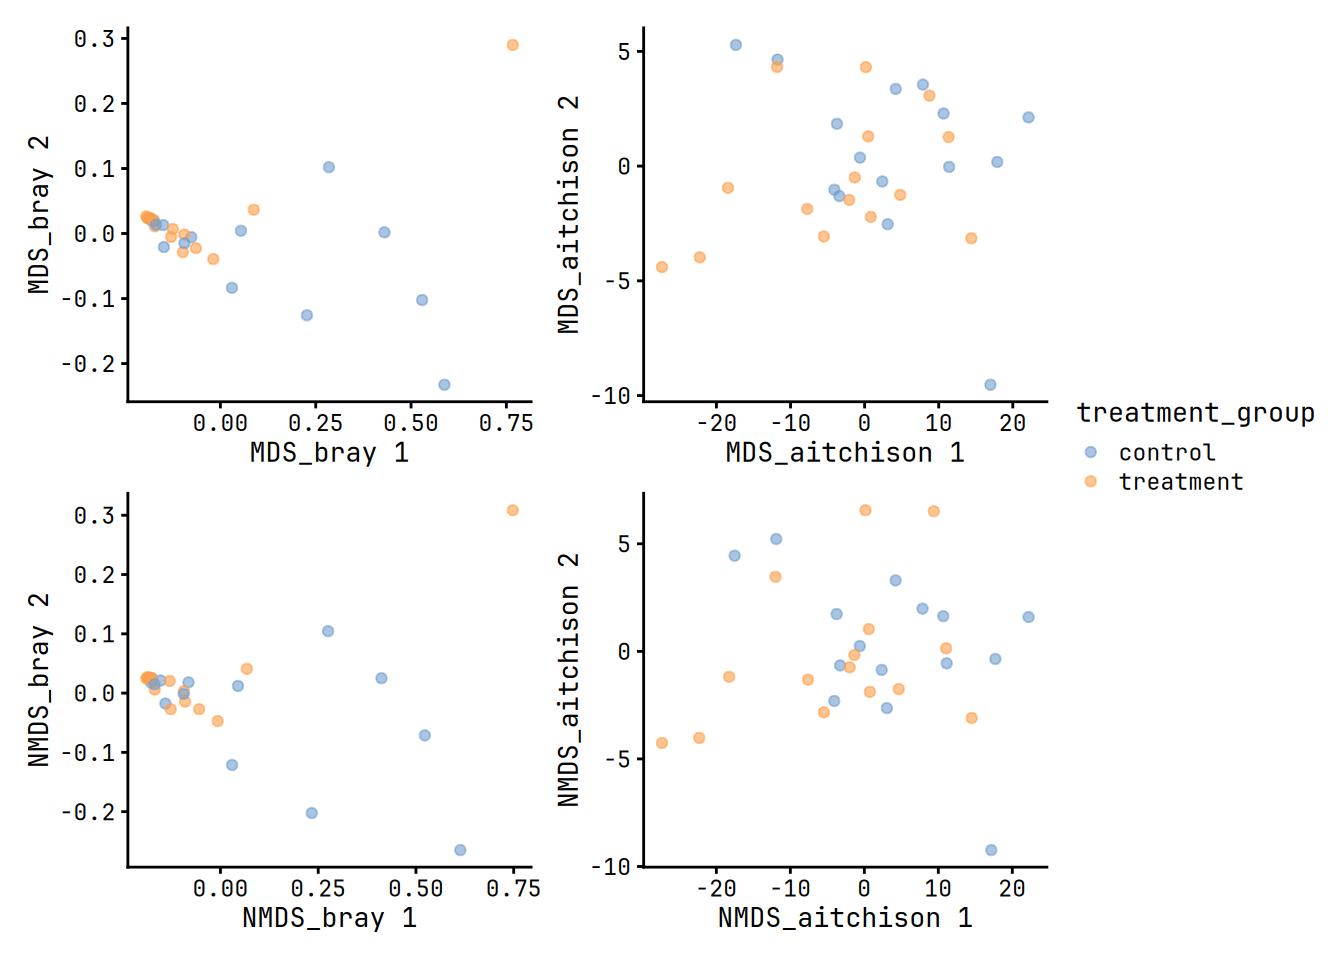 0.3
0.2
0.1
0.0
-0.1
-0.2
MDS_bray 2
0.00 0.25 0.50 0.75
MDS_bray 1
5
0
-5
-10
MDS_aitchison 2
-20 -10 0 10 20
MDS_aitchison 1
treatment_group
control
treatment
0.3
0.2
0.1
0.0
-0.1
-0.2
NMDS_bray 2
0.00 0.25 0.50 0.75
NMDS_bray 1
5
0
-5
-10
NMDS_aitchison 2
-20 -10 0 10 20
NMDS_aitchison 1